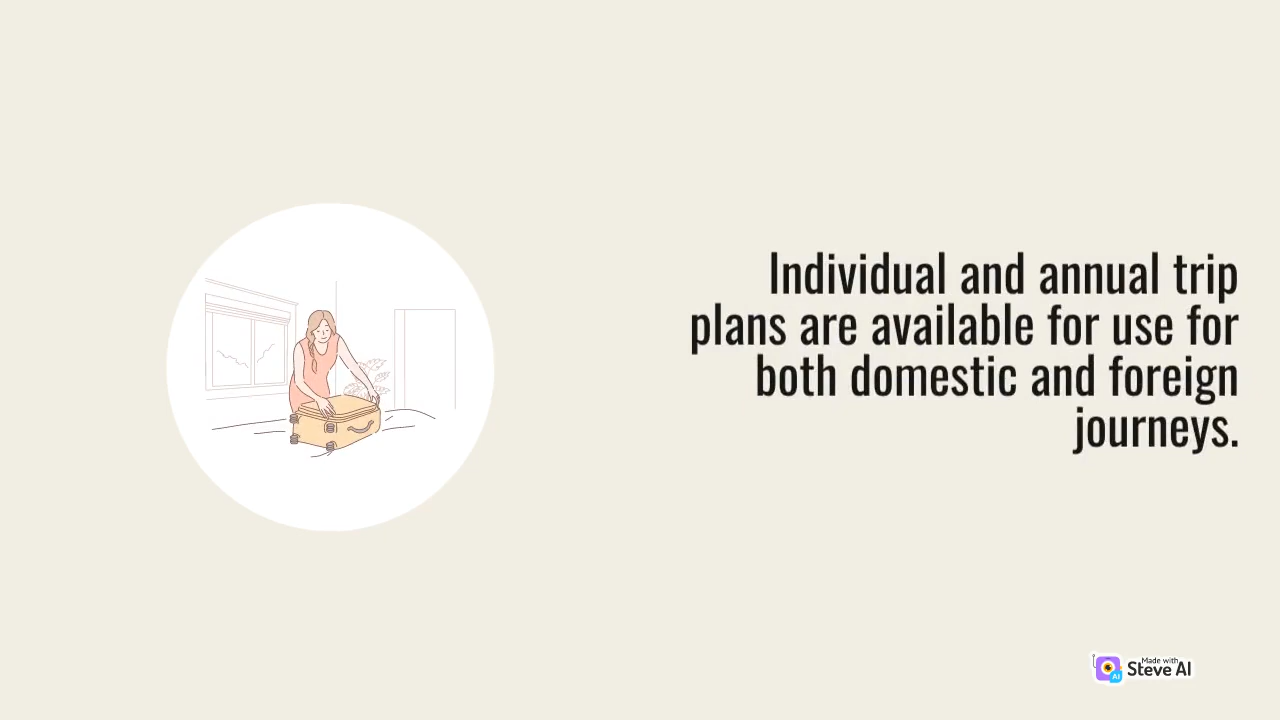 Individual and annual trip
plans are available for use for
both domestic and foreign
journeys.
Made with
Steve AI
AI